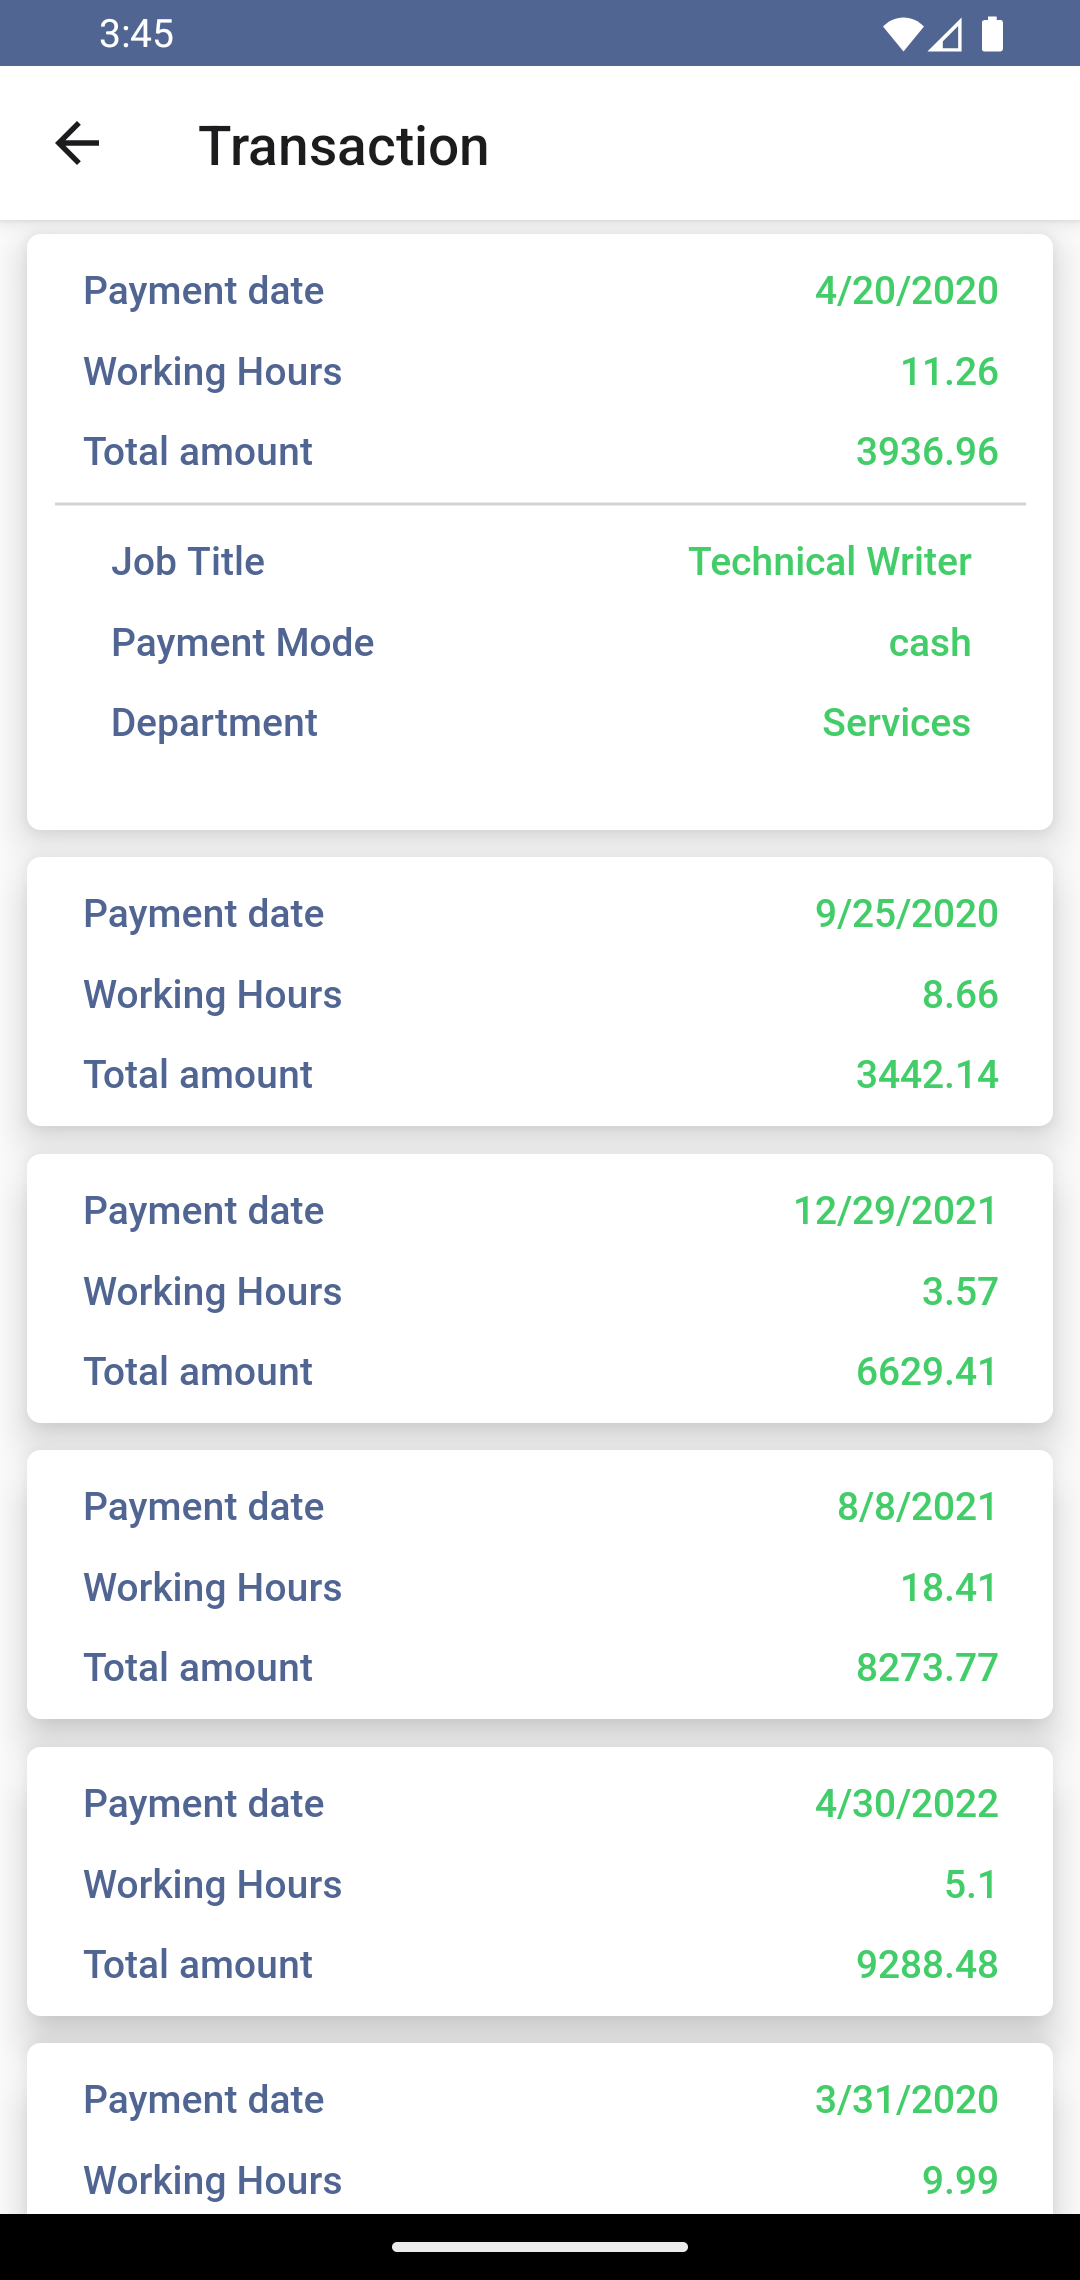 3:45
Transaction
Payment date 4/20/2020
Working Hours 11.26
Total amount 3936.96
Job Title Technical Writer
Payment Mode cash
Department Services
Payment date 9/25/2020
Working Hours 8.66
Total amount 3442.14
Payment date 12/29/2021
Working Hours 3.57
Total amount 6629.41
Payment date 8/8/2021
Working Hours 18.41
Total amount 8273.77
Payment date 4/30/2022
Working Hours 5.1
Total amount 9288.48
Payment date 3/31/2020
Working Hours 9.99